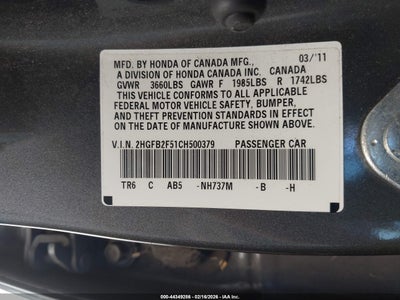 MFD. BY HONDA OF CANADA MFG., 03/'11
A DIVISION OF HONDA CANADA INC. CANADA
GVWR 3660LBS GAWR F 1985LBS R 1742LBS
THIS VEHICLE CONFORMS TO ALL APPLICABLE
FEDERAL MOTOR VEHICLE SAFETY, BUMPER,
AND THEFT PREVENTION STANDARDS IN EFFECT
ON THE DATE OF MANUFACTURE SHOWN ABOVE.
V.I.N. 2HGFB2F51CH500379 PASSENGER CAR
TR6 C AB5 -NH737M -B -H
000-44349286 - 02/16/2026 - © IAA